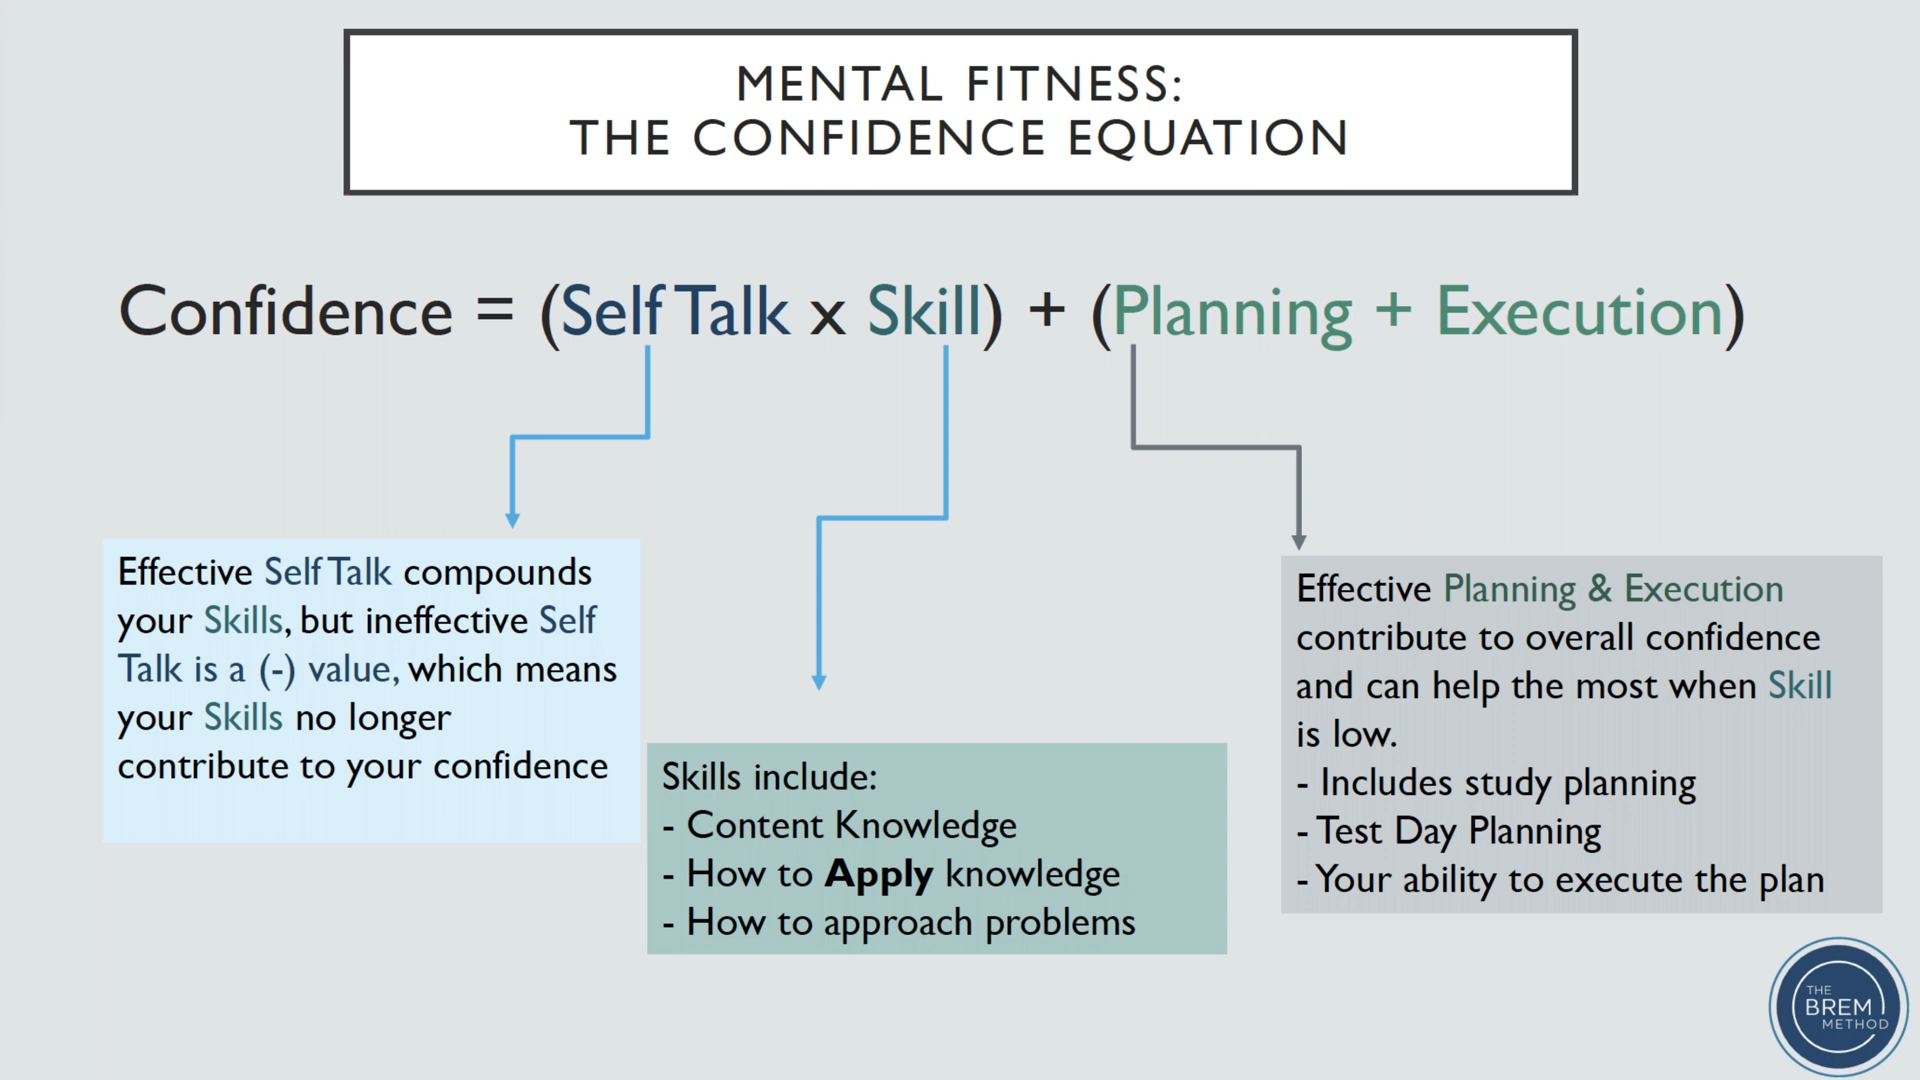 MENTAL FITNESS:
THE CONFIDENCE EQUATION
Confidence = (Self Talk x Skill) + (Planning + Execution)
Effective Self Talk compounds
your Skills, but ineffective Self
Talk is a (-) value, which means
your Skills no longer
contribute to your confidence
Skills include:
- Content Knowledge
- How to Apply knowledge
- How to approach problems
Effective Planning & Execution
contribute to overall confidence
and can help the most when Skill
is low.
- Includes study planning
- Test Day Planning
- Your ability to execute the plan
THE
BREM
METHOD